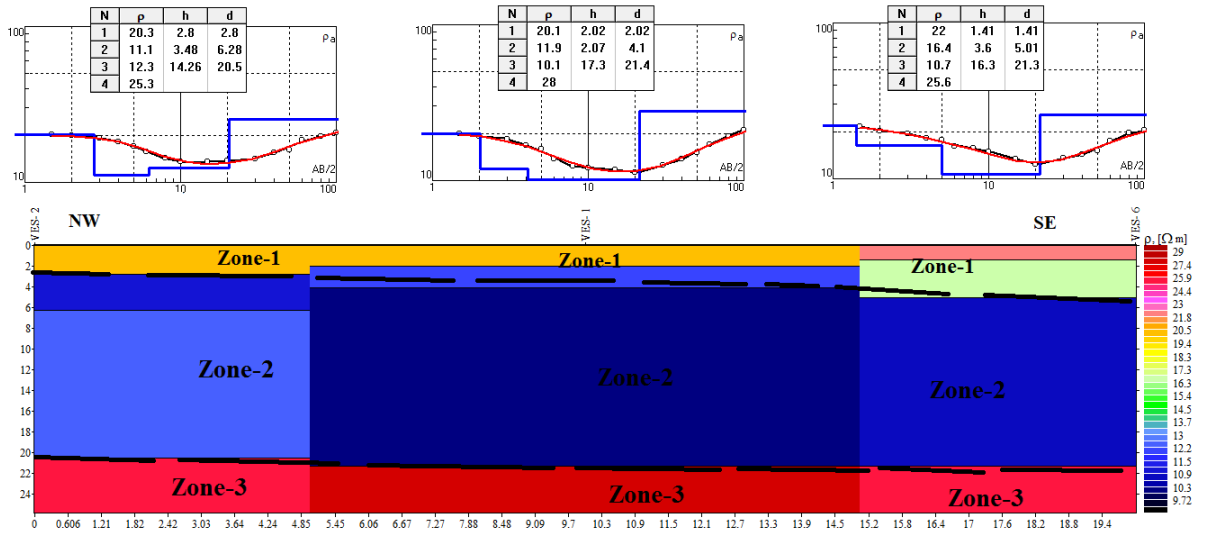 N ρ h d
1 20.3 2.8 2.8
2 11.1 3.48 6.28
3 12.3 14.26 20.5
4 25.3
100
ρa
10
AB/2
1 10 100
N ρ h d
1 20.1 2.02 2.02
2 11.9 2.07 4.1
3 10.1 17.3 21.4
4 28
100
ρa
10
AB/2
1 10 100
N ρ h d
1 22 1.41 1.41
2 16.4 3.6 5.01
3 10.7 16.3 21.3
4 25.6
100
ρa
10
AB/2
1 10 100
VES-2
NW
VES-1
SE
VES-6
Zone-1
Zone-1
Zone-1
Zone-2
Zone-2
Zone-2
Zone-3
Zone-3
Zone-3
0
2
4
6
8
10
12
14
16
18
20
22
24
0 0.606 1.21 1.82 2.42 3.03 3.64 4.24 4.85 5.45 6.06 6.67 7.27 7.88 8.48 9.09 9.7 10.3 10.9 11.5 12.1 12.7 13.3 13.9 14.5 15.2 15.8 16.4 17 17.6 18.2 18.8 19.4
ρ, [Ω m]
29
27.4
25.9
24.4
23
21.8
20.5
19.4
18.3
17.3
16.3
15.4
14.5
13.7
13
12.2
11.5
10.9
10.3
9.72